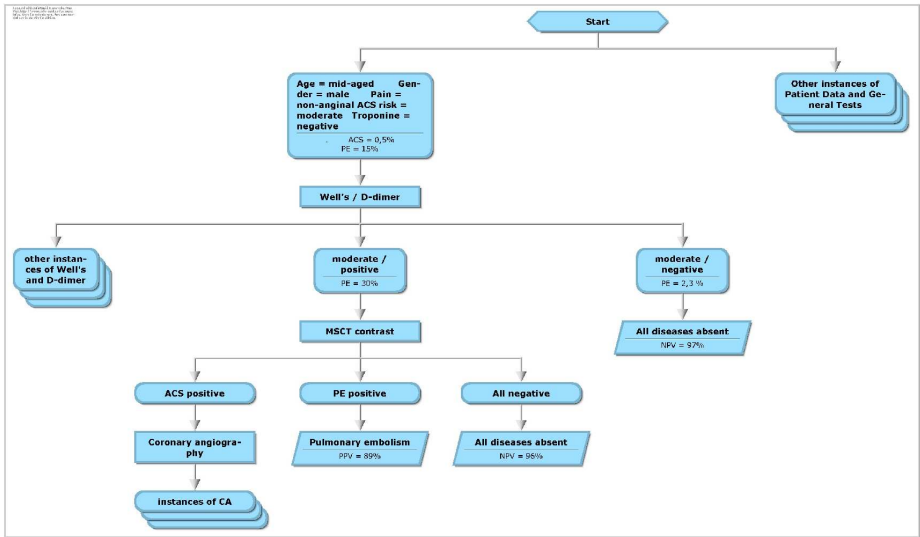 Start
Age = mid-aged Gen-
der = male Pain =
non-anginal ACS risk =
moderate Troponine =
negative
ACS = 0,5%
PE = 15%
Other instances of
Patient Data and Ge-
neral Tests
Well's / D-dimer
other instan-
ces of Well's
and D-dimer
moderate /
positive
PE = 30%
moderate /
negative
PE = 2,3 %
MSCT contrast
All diseases absent
NPV = 97%
ACS positive
PE positive
All negative
Coronary angiogra-
phy
Pulmonary embolism
PPV = 89%
All diseases absent
NPV = 96%
instances of CA